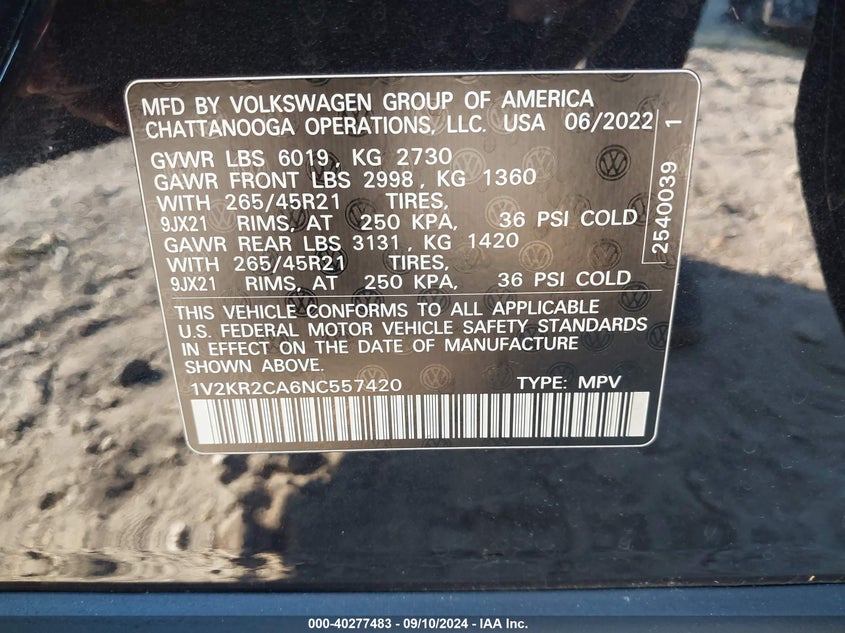 MFD BY VOLKSWAGEN GROUP OF AMERICA
CHATTANOOGA OPERATIONS, LLC. USA 06/2022
GVWR LBS 6019, KG 2730
GAWR FRONT LBS 2998, KG 1360
WITH 265/45R21 TIRES,
9JX21 RIMS, AT 250 KPA, 36 PSI COLD
GAWR REAR LBS 3131, KG 1420
WITH 265/45R21 TIRES,
9JX21 RIMS, AT 250 KPA, 36 PSI COLD
2540039 1
THIS VEHICLE CONFORMS TO ALL APPLICABLE
U.S. FEDERAL MOTOR VEHICLE SAFETY STANDARDS
IN EFFECT ON THE DATE OF MANUFACTURE
SHOWN ABOVE.
1V2KR2CA6NC557420 TYPE: MPV
000-40277483 - 09/10/2024 - IAA Inc.